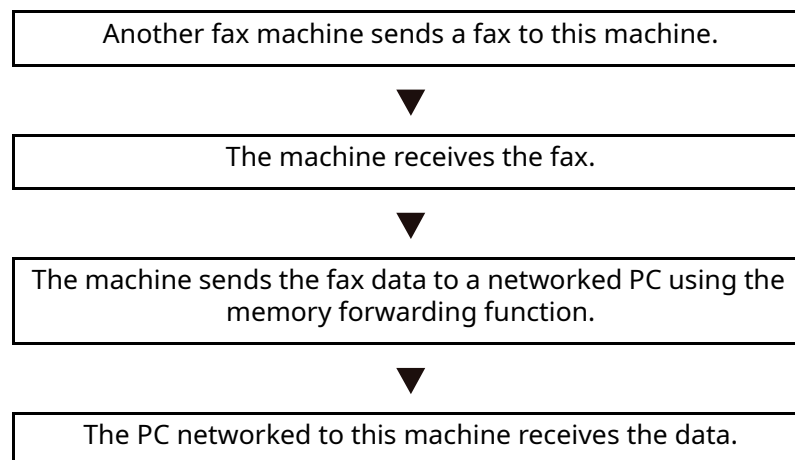 Another fax machine sends a fax to this machine.
The machine receives the fax.
The machine sends the fax data to a networked PC using the
memory forwarding function.
The PC networked to this machine receives the data.